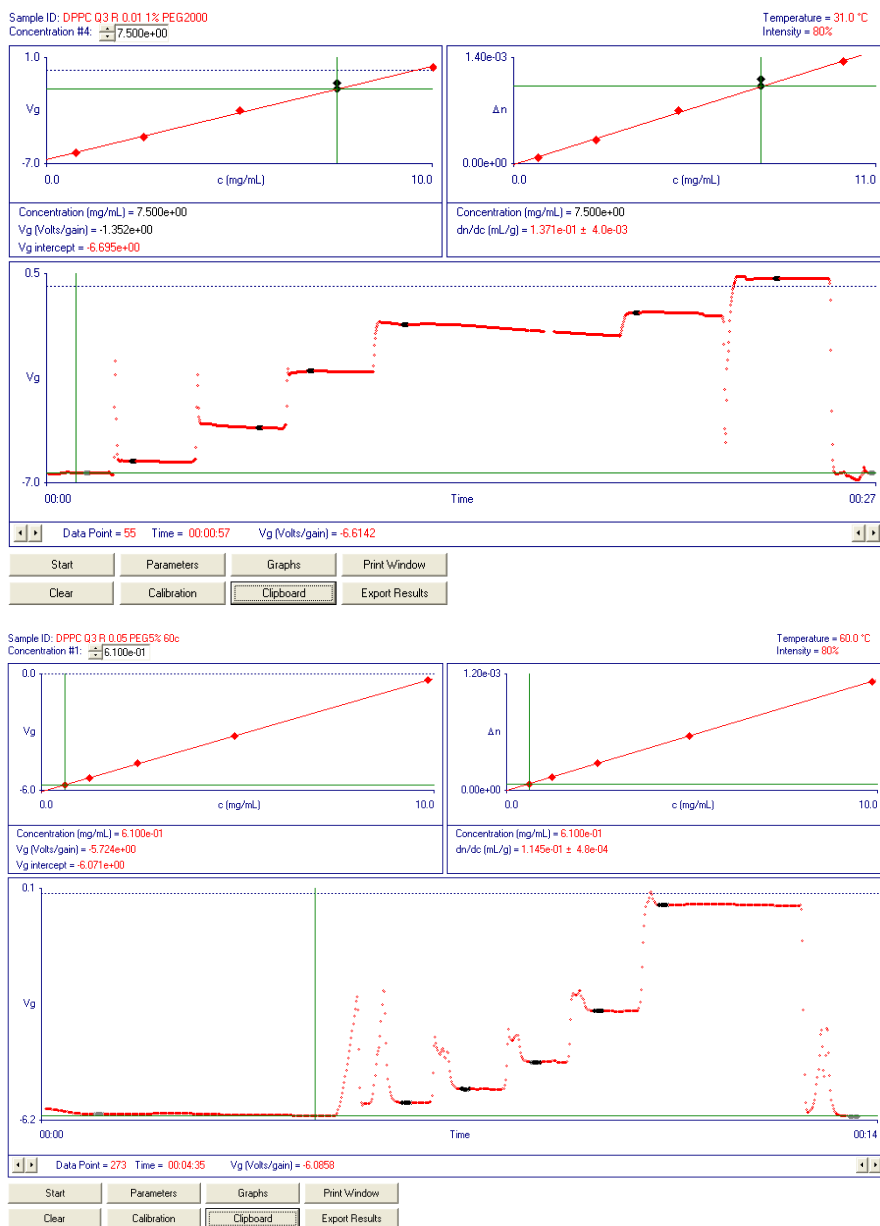 Sample ID: DPPC Q3 R 0.01 1% PEG2000 Temperature = 31.0 °C
Concentration #4: 7.500e+00 Intensity = 80%
1.0 1.40e-03
Vg Δn
-7.0 0.00e+00
0.0 10.0 0.0 11.0
c (mg/mL) c (mg/mL)
Concentration (mg/mL) = 7.500e+00 Concentration (mg/mL) = 7.500e+00
Vg (Volts/gain) = -1.352e+00 dn/dc (mL/g) = 1.371e-01 ± 4.0e-03
Vg intercept = -6.695e+00
0.5
Vg
-7.0
00:00 Time 00:27
Data Point = 55 Time = 00:00:57 Vg (Volts/gain) = -6.6142
Start Parameters Graphs Print Window
Clear Calibration Clipboard Export Results
Sample ID: DPPC Q3 R 0.05 PEG5% 60c Temperature = 60.0 °C
Concentration #1: 6.100e-01 Intensity = 80%
0.0 1.20e-03
Vg Δn
-6.0 0.00e+00
0.0 c (mg/mL) 10.0 0.0 c (mg/mL) 10.0
Concentration (mg/mL) = 6.100e-01 Concentration (mg/mL) = 6.100e-01
Vg (Volts/gain) = -5.724e+00 dn/dc (mL/g) = 1.145e-01 ± 4.8e-04
Vg intercept = -6.071e+00
0.1
Vg
-6.2
00:00 Time 00:14
Data Point = 273 Time = 00:04:35 Vg (Volts/gain) = -6.0858
Start Parameters Graphs Print Window
Clear Calibration Clipboard Export Results